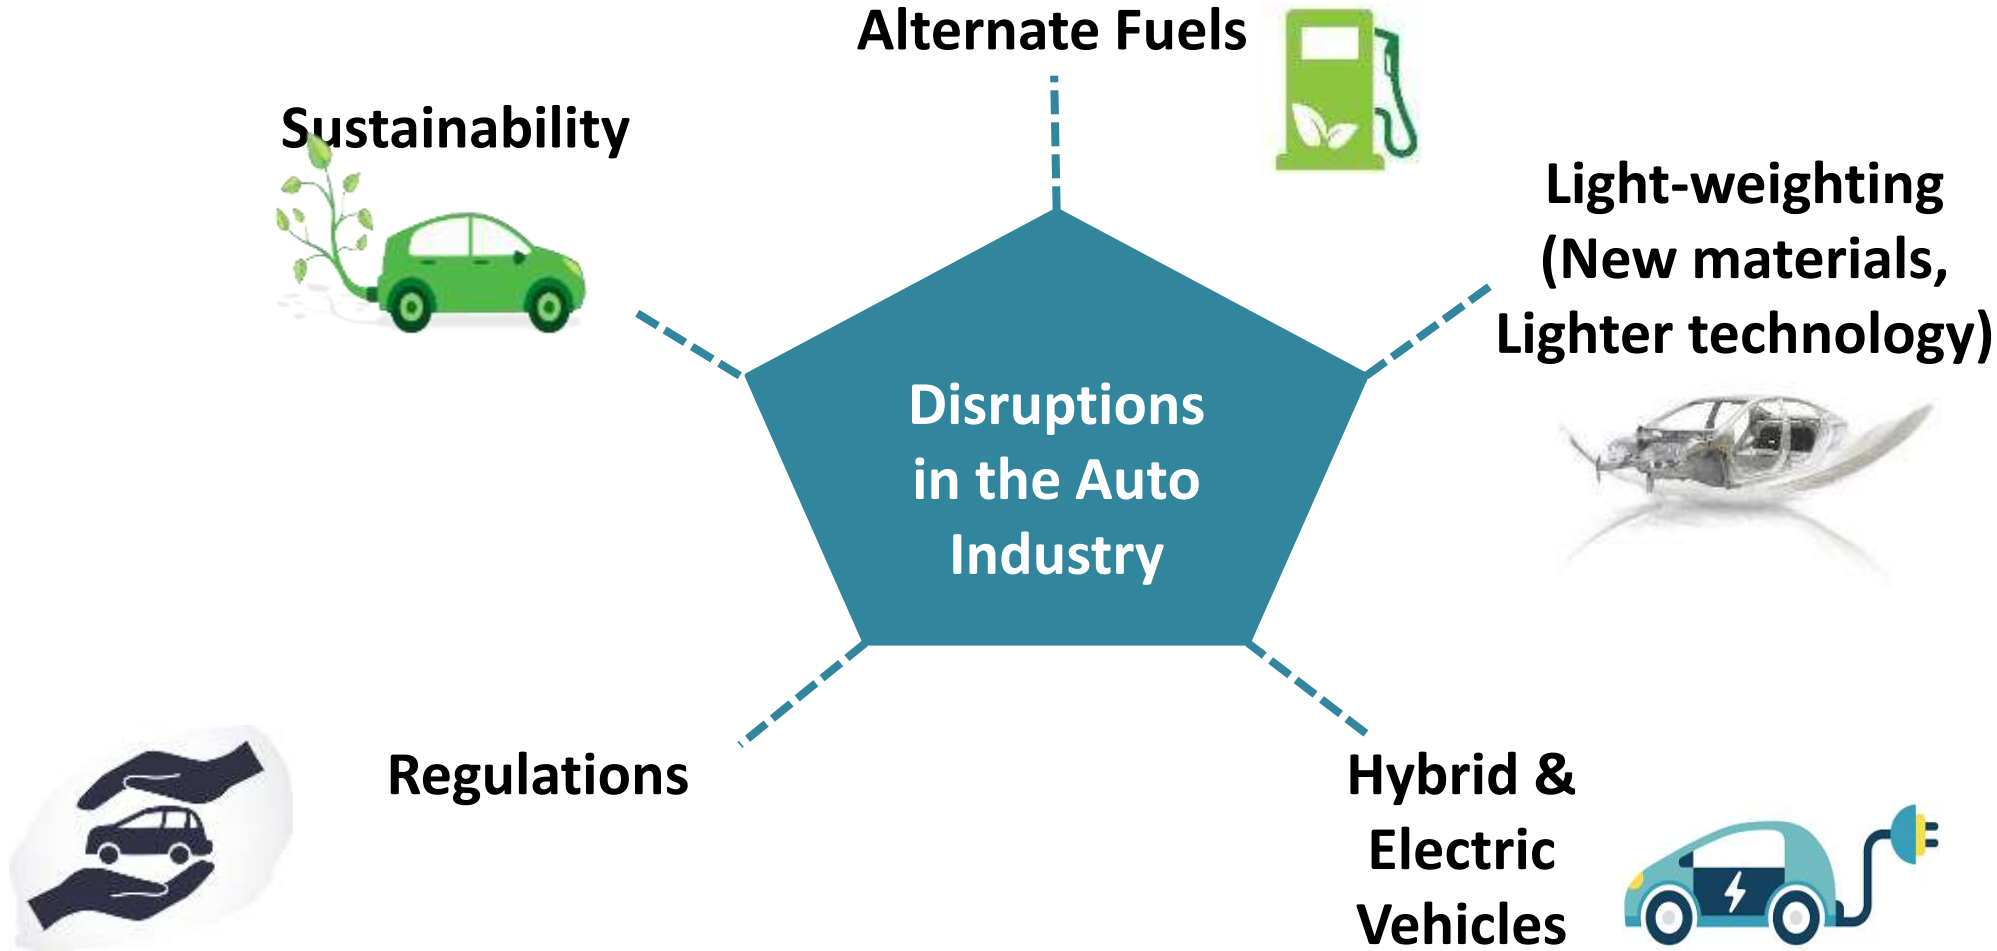 Alternate Fuels
Sustainability
Light-weighting
(New materials,
Lighter technology)
Disruptions
in the Auto
Industry
Regulations
Hybrid &
Electric
Vehicles